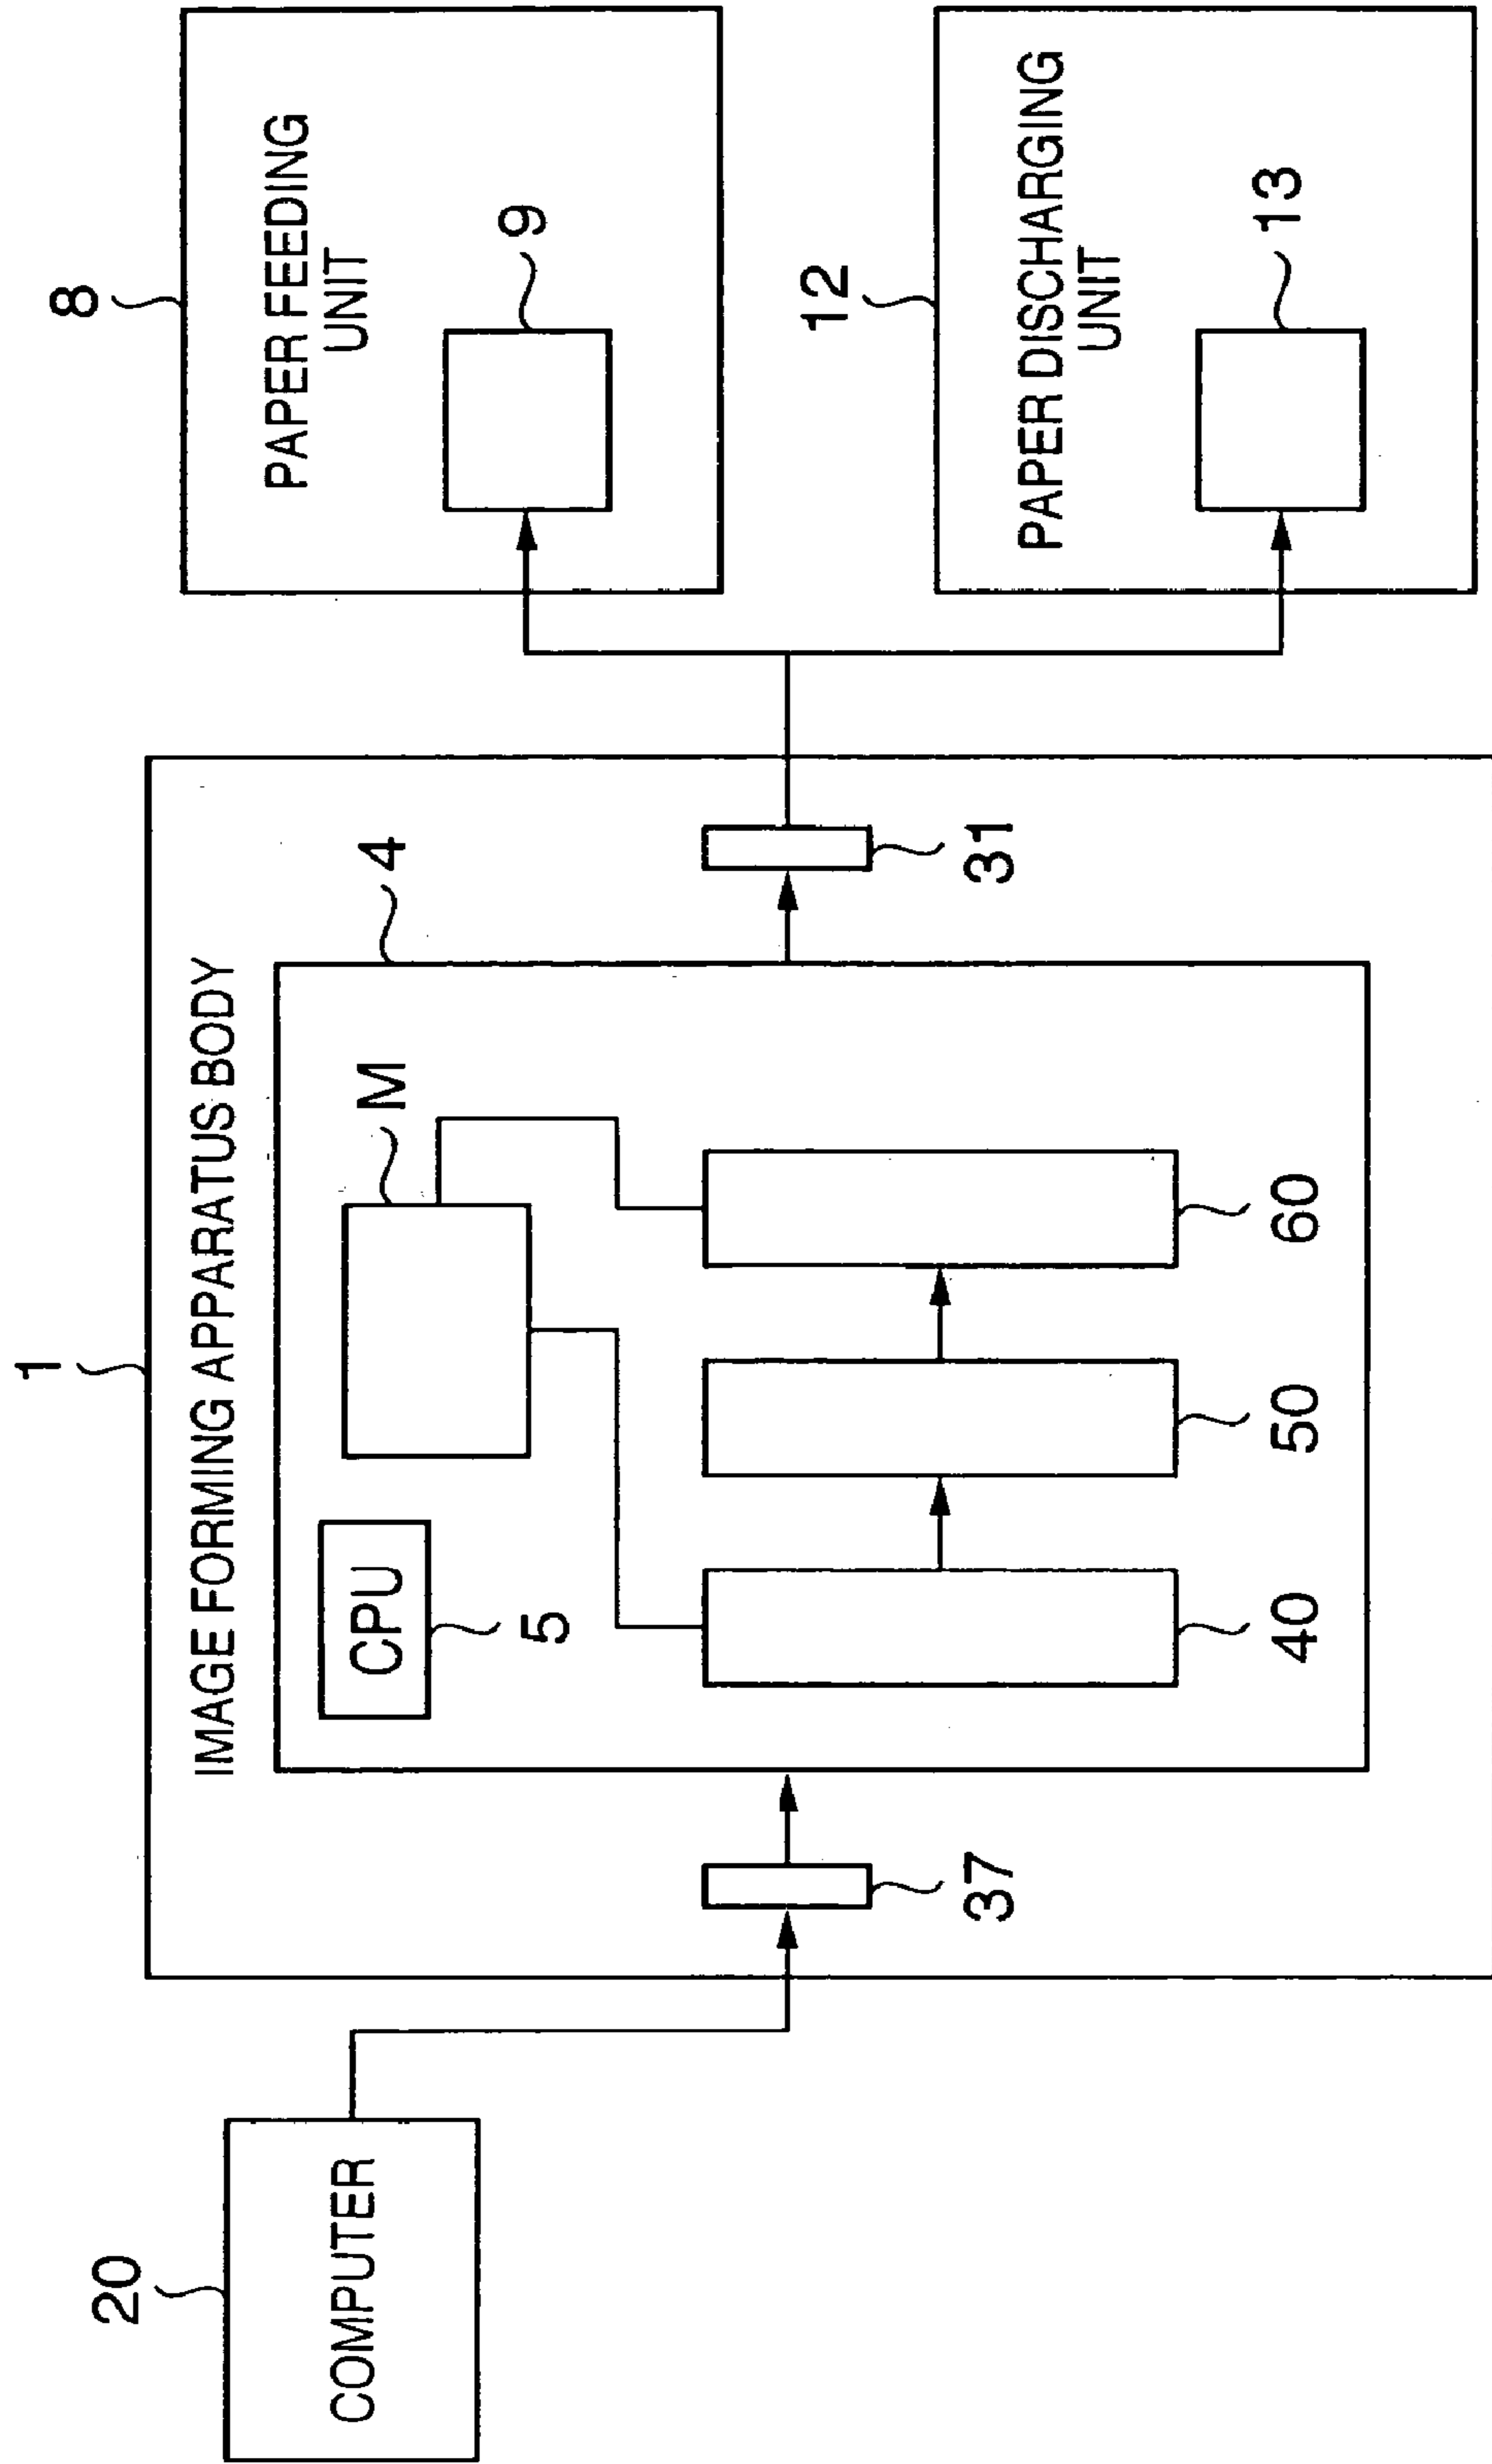 1
IMAGE FORMING APPARATUS BODY
20
COMPUTER
37
4
CPU
5
M
40
50
60
31
8
PAPER FEEDING
UNIT
9
12
PAPER DISCHARGING
UNIT
13